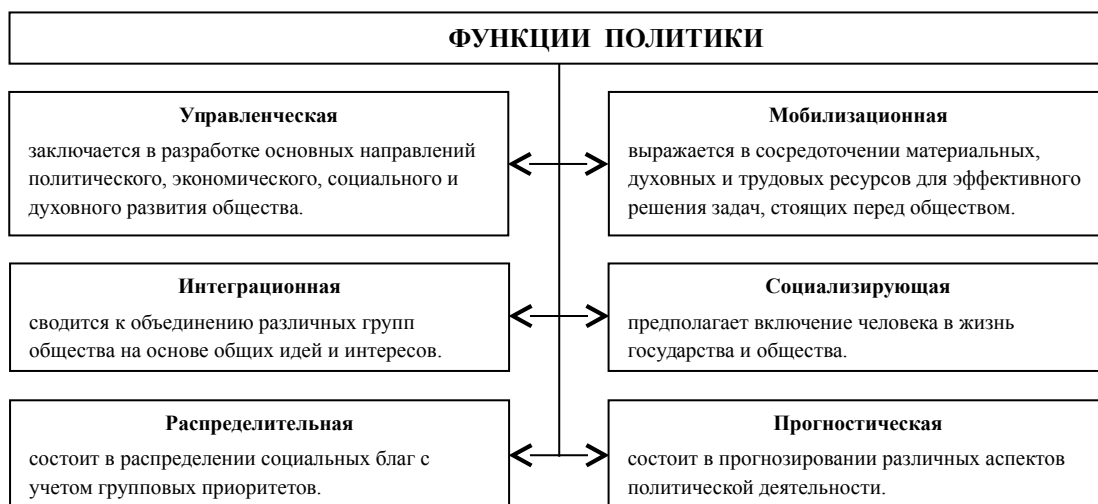 ФУНКЦИИ ПОЛИТИКИ
Управленческая
заключается в разработке основных направлений
политического, экономического, социального и
духовного развития общества.
Мобилизационная
выражается в сосредоточении материальных,
духовных и трудовых ресурсов для эффективного
решения задач, стоящих перед обществом.
Интеграционная
сводится к объединению различных групп
общества на основе общих идей и интересов.
Социализирующая
предполагает включение человека в жизнь
государства и общества.
Распределительная
состоит в распределении социальных благ с
учетом групповых приоритетов.
Прогностическая
состоит в прогнозировании различных аспектов
политической деятельности.